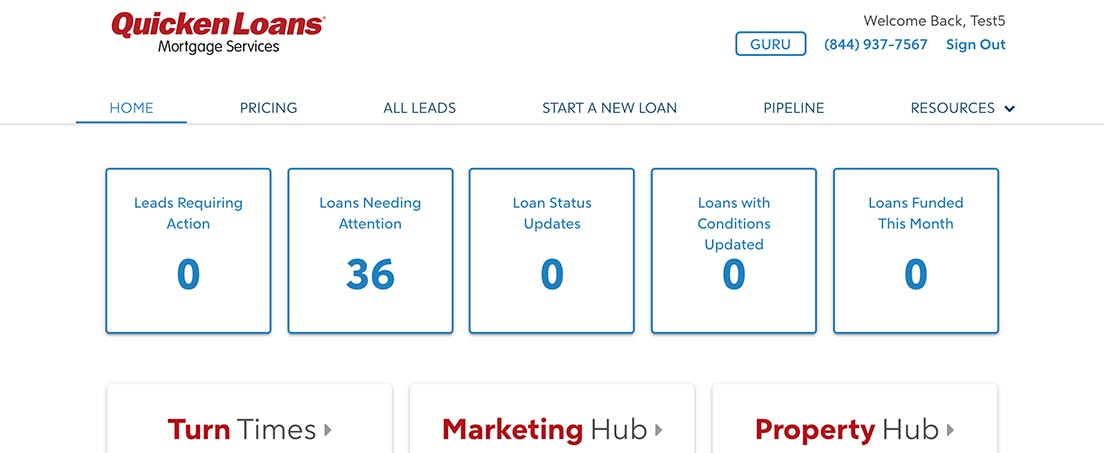 Quicken Loans®
Mortgage Services
Welcome Back, Test5
GURU (844) 937-7567 Sign Out
HOME PRICING ALL LEADS START A NEW LOAN PIPELINE RESOURCES
Leads Requiring
Action
0
Loans Needing
Attention
36
Loan Status
Updates
0
Loans with
Conditions
Updated
0
Loans Funded
This Month
0
Turn Times
Marketing Hub
Property Hub